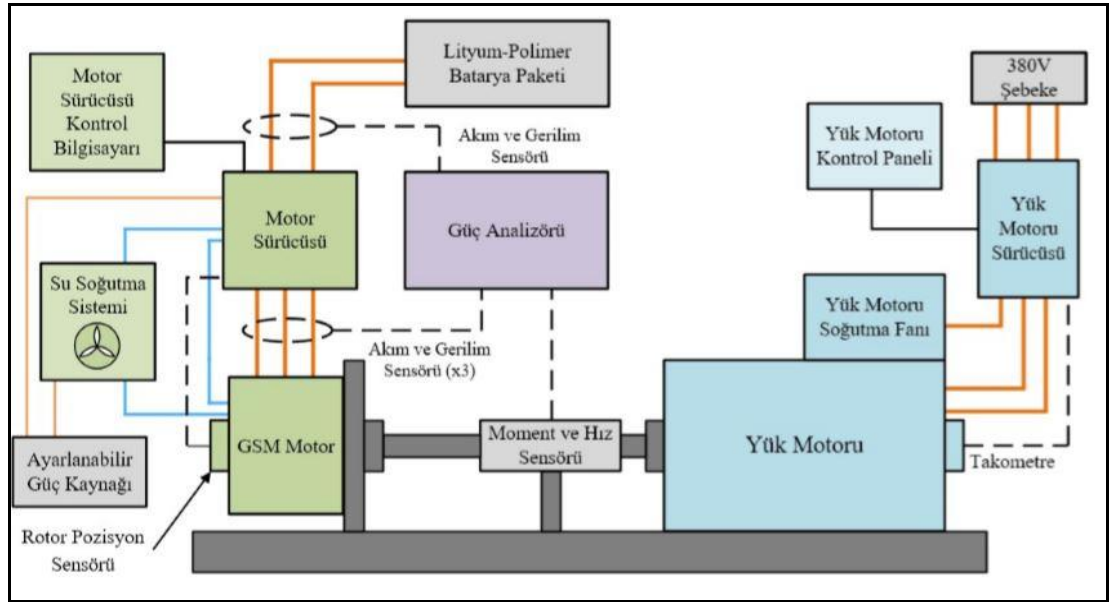 Motor
Sürücüsü
Kontrol
Bilgisayarı
Lityum-Polimer
Batarya Paketi
380V
Şebeke
Akım ve Gerilim
Sensörü
Yük Motoru
Kontrol Paneli
Motor
Sürücüsü
Güç Analizörü
Yük
Motoru
Sürücüsü
Su Soğutma
Sistemi
Yük Motoru
Soğutma Fanı
Akım ve Gerilim
Sensörü (x3)
GSM Motor
Moment ve Hız
Sensörü
Yük Motoru
Takometre
Ayarlanabilir
Güç Kaynağı
Rotor Pozisyon
Sensörü